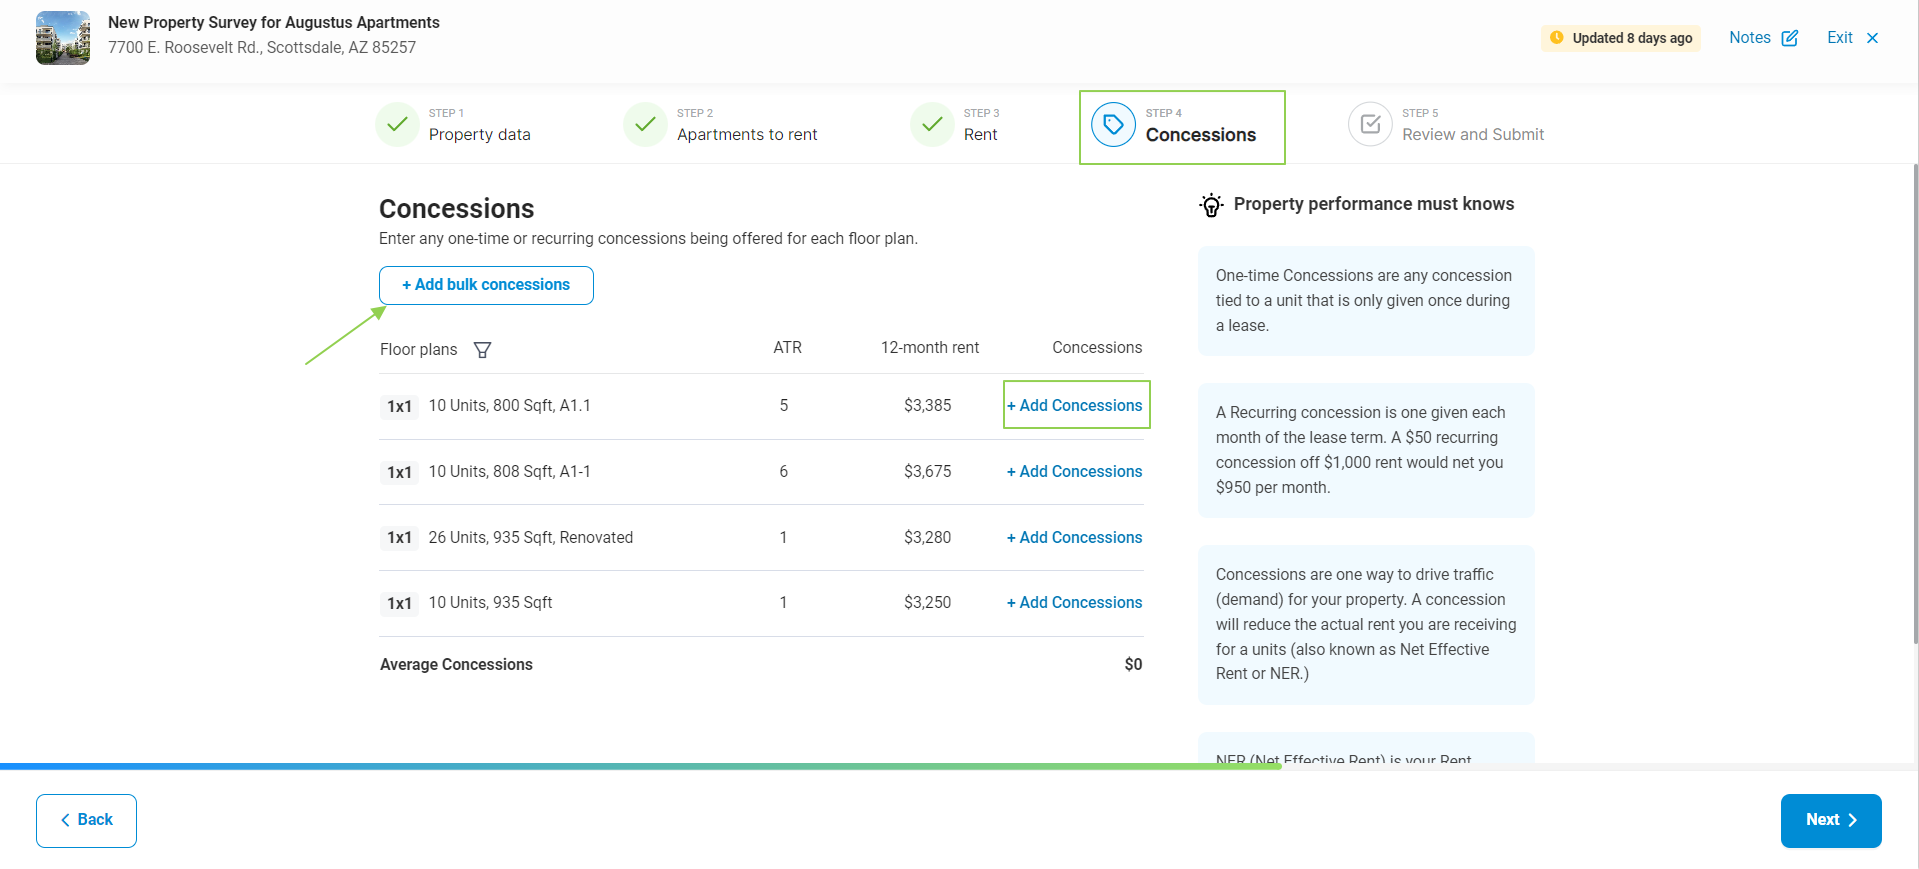 New Property Survey for Augustus Apartments
7700 E. Roosevelt Rd., Scottsdale, AZ 85257
Updated 8 days ago
Notes
Exit
STEP 1
Property data
STEP 2
Apartments to rent
STEP 3
Rent
STEP 4
Concessions
STEP 5
Review and Submit
Concessions
Enter any one-time or recurring concessions being offered for each floor plan.
+ Add bulk concessions
Floor plans ATR 12-month rent Concessions
1x1 10 Units, 800 Sqft, A1.1 5 $3,385 + Add Concessions
1x1 10 Units, 808 Sqft, A1-1 6 $3,675 + Add Concessions
1x1 26 Units, 935 Sqft, Renovated 1 $3,280 + Add Concessions
1x1 10 Units, 935 Sqft 1 $3,250 + Add Concessions
Average Concessions $0
Property performance must knows
One-time Concessions are any concession
tied to a unit that is only given once during
a lease.
A Recurring concession is one given each
month of the lease term. A $50 recurring
concession off $1,000 rent would net you
$950 per month.
Concessions are one way to drive traffic
(demand) for your property. A concession
will reduce the actual rent you are receiving
for a units (also known as Net Effective
Rent or NER.)
NER (Net Effective Rent) is your Rent
Back
Next